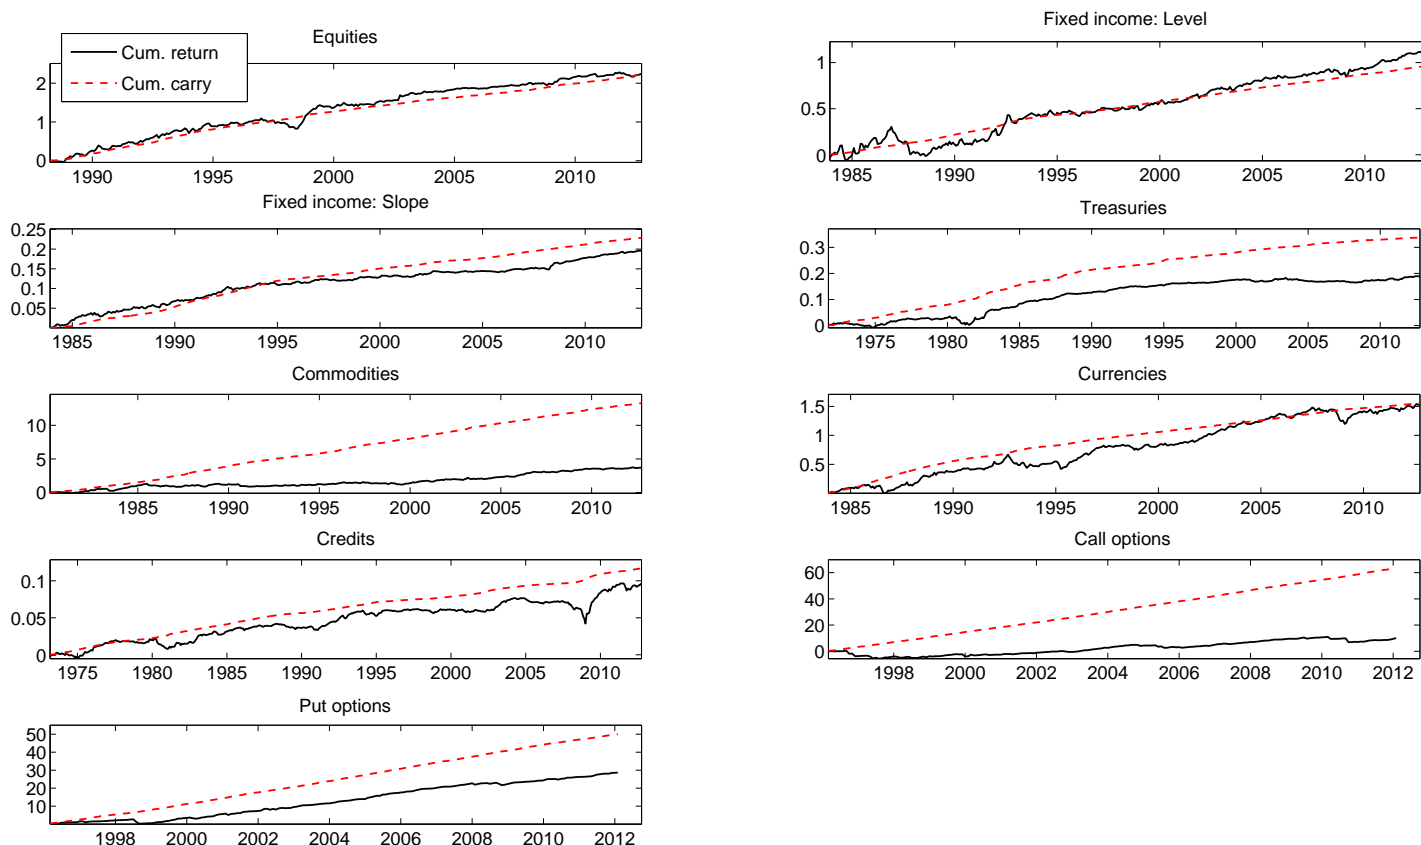 Equities
Cum. return
Cum. carry
2
1
0
1990 1995 2000 2005 2010
Fixed income: Level
1
0.5
0
1985 1990 1995 2000 2005 2010
Fixed income: Slope
0.25
0.2
0.15
0.1
0.05
1985 1990 1995 2000 2005 2010
Treasuries
0.3
0.2
0.1
0
1975 1980 1985 1990 1995 2000 2005 2010
Commodities
10
5
0
1985 1990 1995 2000 2005 2010
Currencies
1.5
1
0.5
1985 1990 1995 2000 2005 2010
Credits
0.1
0.05
0
1975 1980 1985 1990 1995 2000 2005 2010
Call options
60
40
20
0
1998 2000 2002 2004 2006 2008 2010 2012
Put options
50
40
30
20
10
1998 2000 2002 2004 2006 2008 2010 2012